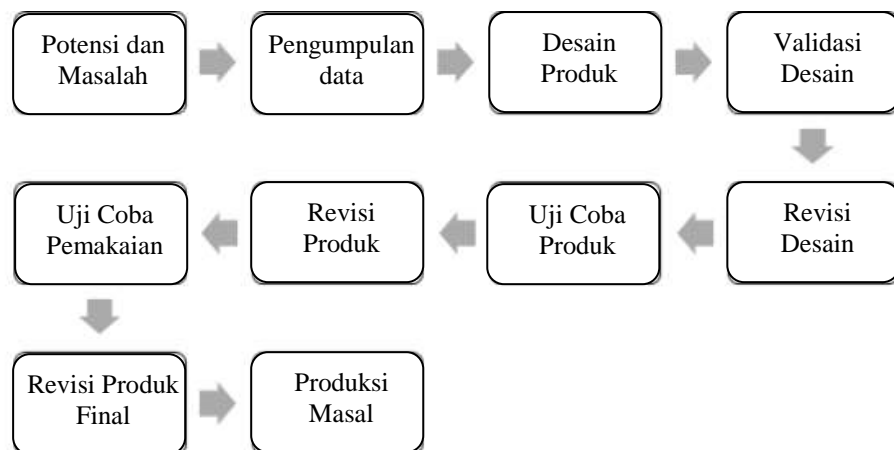 Potensi dan
Masalah
Pengumpulan
data
Desain
Produk
Validasi
Desain
Revisi
Desain
Uji Coba
Produk
Revisi
Produk
Uji Coba
Pemakaian
Revisi Produk
Final
Produksi
Masal